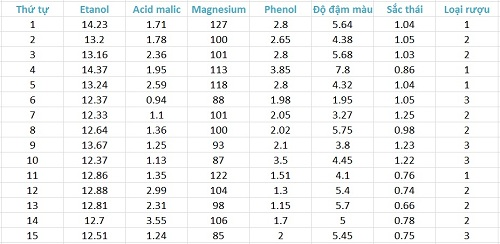 Thứ tự Etanol Acid malic Magnesium Phenol Độ đậm màu Sắc thái Loại rượu
1 14.23 1.71 127 2.8 5.64 1.04 1
2 13.2 1.78 100 2.65 4.38 1.05 2
3 13.16 2.36 101 2.8 5.68 1.03 2
4 14.37 1.95 113 3.85 7.8 0.86 1
5 13.24 2.59 118 2.8 4.32 1.04 1
6 12.37 0.94 88 1.98 1.95 1.05 3
7 12.33 1.1 101 2.05 3.27 1.25 2
8 12.64 1.36 100 2.02 5.75 0.98 2
9 13.67 1.25 93 2.1 3.8 1.23 3
10 12.37 1.13 87 3.5 4.45 1.22 3
11 12.86 1.35 122 1.51 4.1 0.76 1
12 12.88 2.99 104 1.3 5.4 0.74 2
13 12.81 2.31 98 1.15 5.7 0.66 2
14 12.7 3.55 106 1.7 5 0.78 2
15 12.51 1.24 85 2 5.45 0.75 3